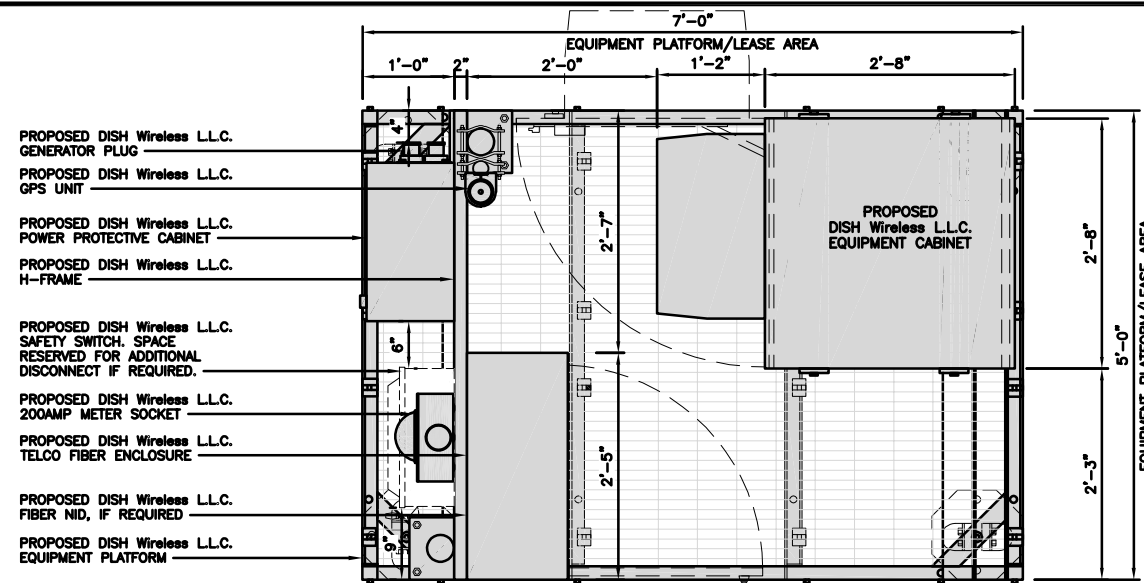 7'-0"
EQUIPMENT PLATFORM/LEASE AREA
1'-0"
2"
2'-0"
1'-2"
2'-8"
PROPOSED DISH Wireless L.L.C.
GENERATOR PLUG
PROPOSED DISH Wireless L.L.C.
GPS UNIT
PROPOSED DISH Wireless L.L.C.
POWER PROTECTIVE CABINET
PROPOSED DISH Wireless L.L.C.
H-FRAME
PROPOSED DISH Wireless L.L.C.
SAFETY SWITCH. SPACE
RESERVED FOR ADDITIONAL
DISCONNECT IF REQUIRED.
PROPOSED DISH Wireless L.L.C.
200AMP METER SOCKET
PROPOSED DISH Wireless L.L.C.
TELCO FIBER ENCLOSURE
PROPOSED DISH Wireless L.L.C.
FIBER NID, IF REQUIRED
PROPOSED DISH Wireless L.L.C.
EQUIPMENT PLATFORM
4"
6"
9"
2'-7"
2'-5"
PROPOSED
DISH Wireless L.L.C.
EQUIPMENT CABINET
2'-8"
2'-3"
5'-0"
EQUIPMENT PLATFORM/LEASE AREA